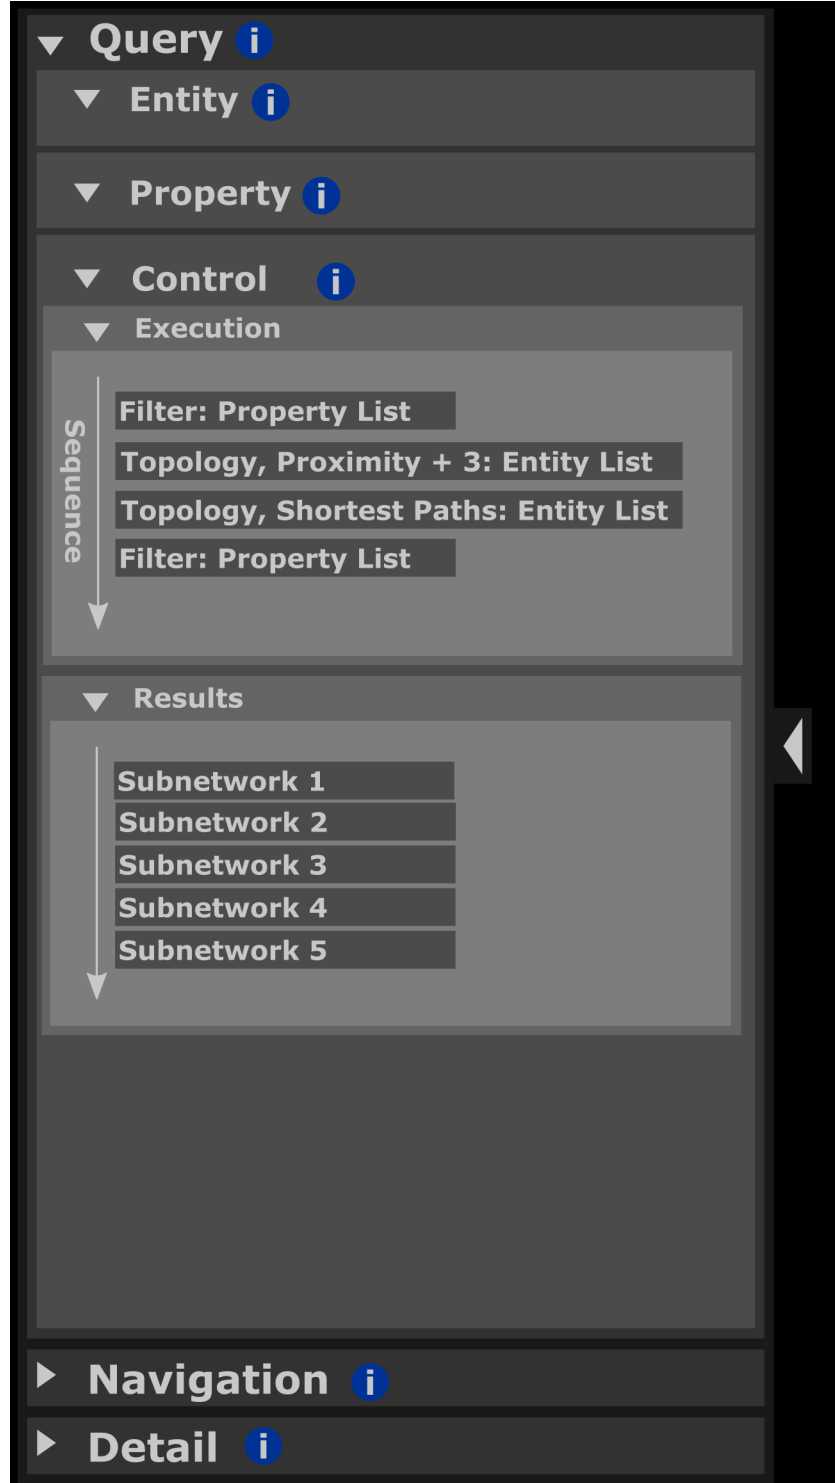 Query i
Entity i
Property i
Control i
Execution
Sequence
Filter: Property List
Topology, Proximity + 3: Entity List
Topology, Shortest Paths: Entity List
Filter: Property List
Results
Subnetwork 1
Subnetwork 2
Subnetwork 3
Subnetwork 4
Subnetwork 5
Navigation i
Detail i